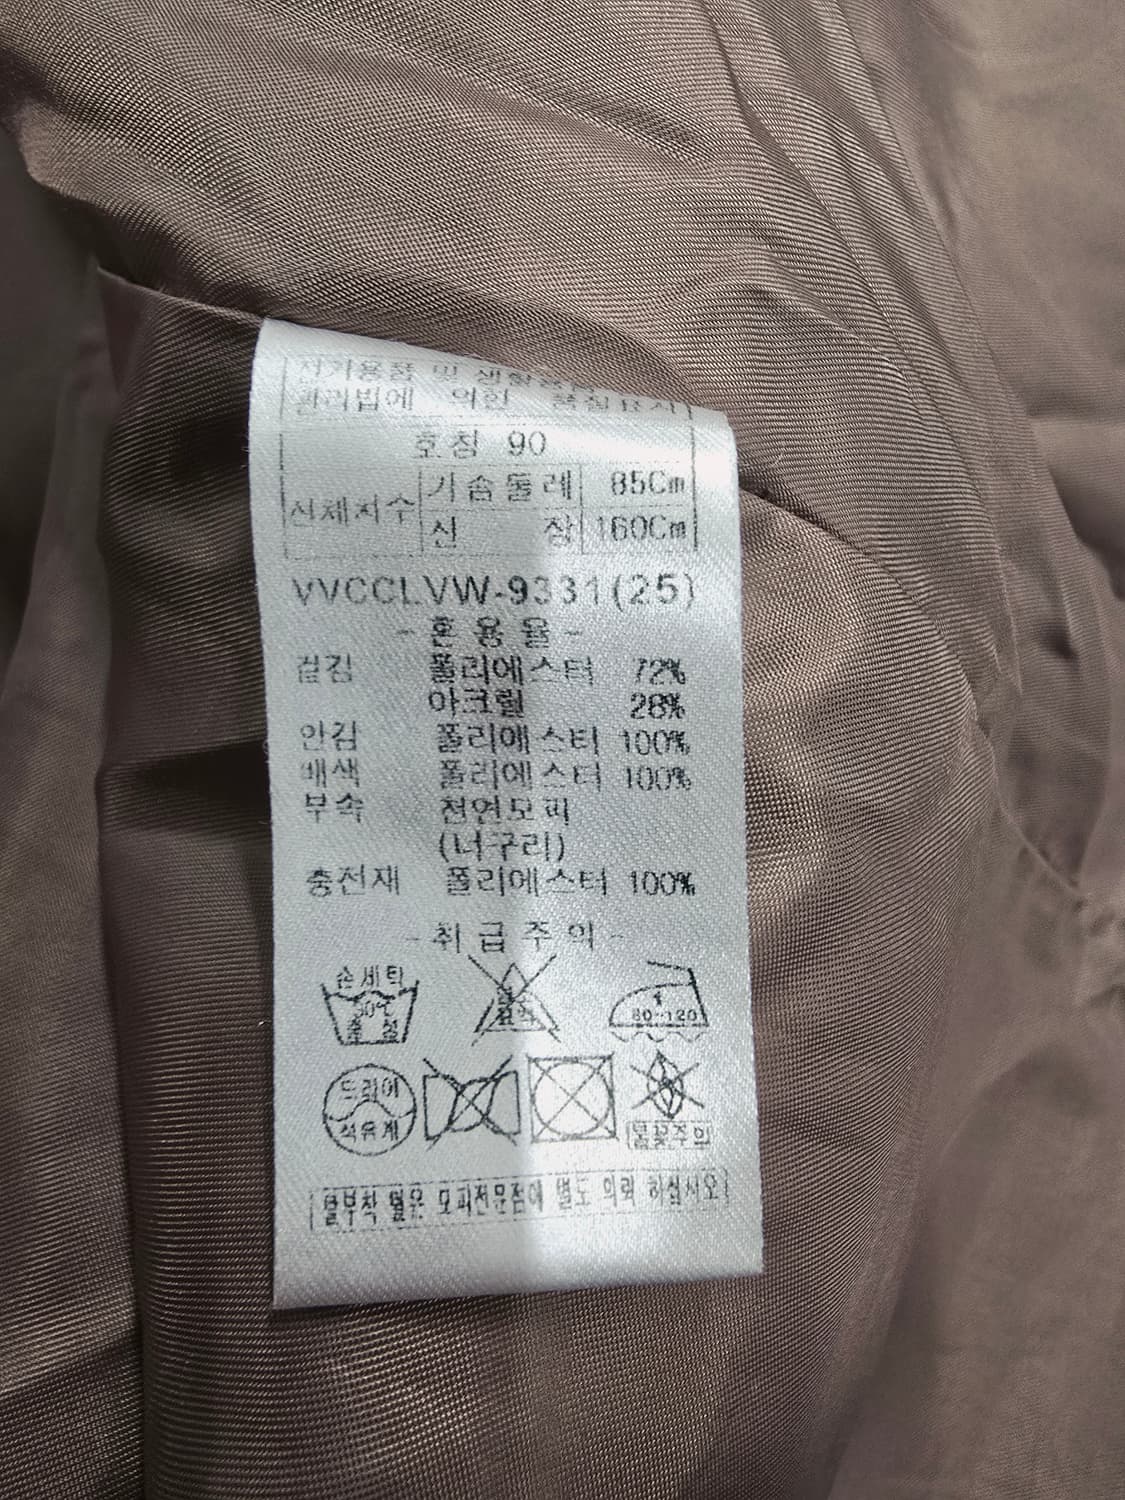 전기용품 및 생활용품
관리법에 의한 품질표시
호칭 90
신체치수 가슴둘레 85Cm
신 장 160Cm
VVCCLVW-9331(25)
- 혼 용 율 -
겉감 폴리에스터 72%
아크릴 28%
안감 폴리에스터 100%
배색 폴리에스터 100%
부속 천연모피
(너구리)
충전재 폴리에스터 100%
- 취 급 주 의 -
손세탁
30℃
중성
표백
1
80~120
드라이
석유계
불꽃주의
탈부착 털은 모피전문점에 별도 의뢰 하십시오